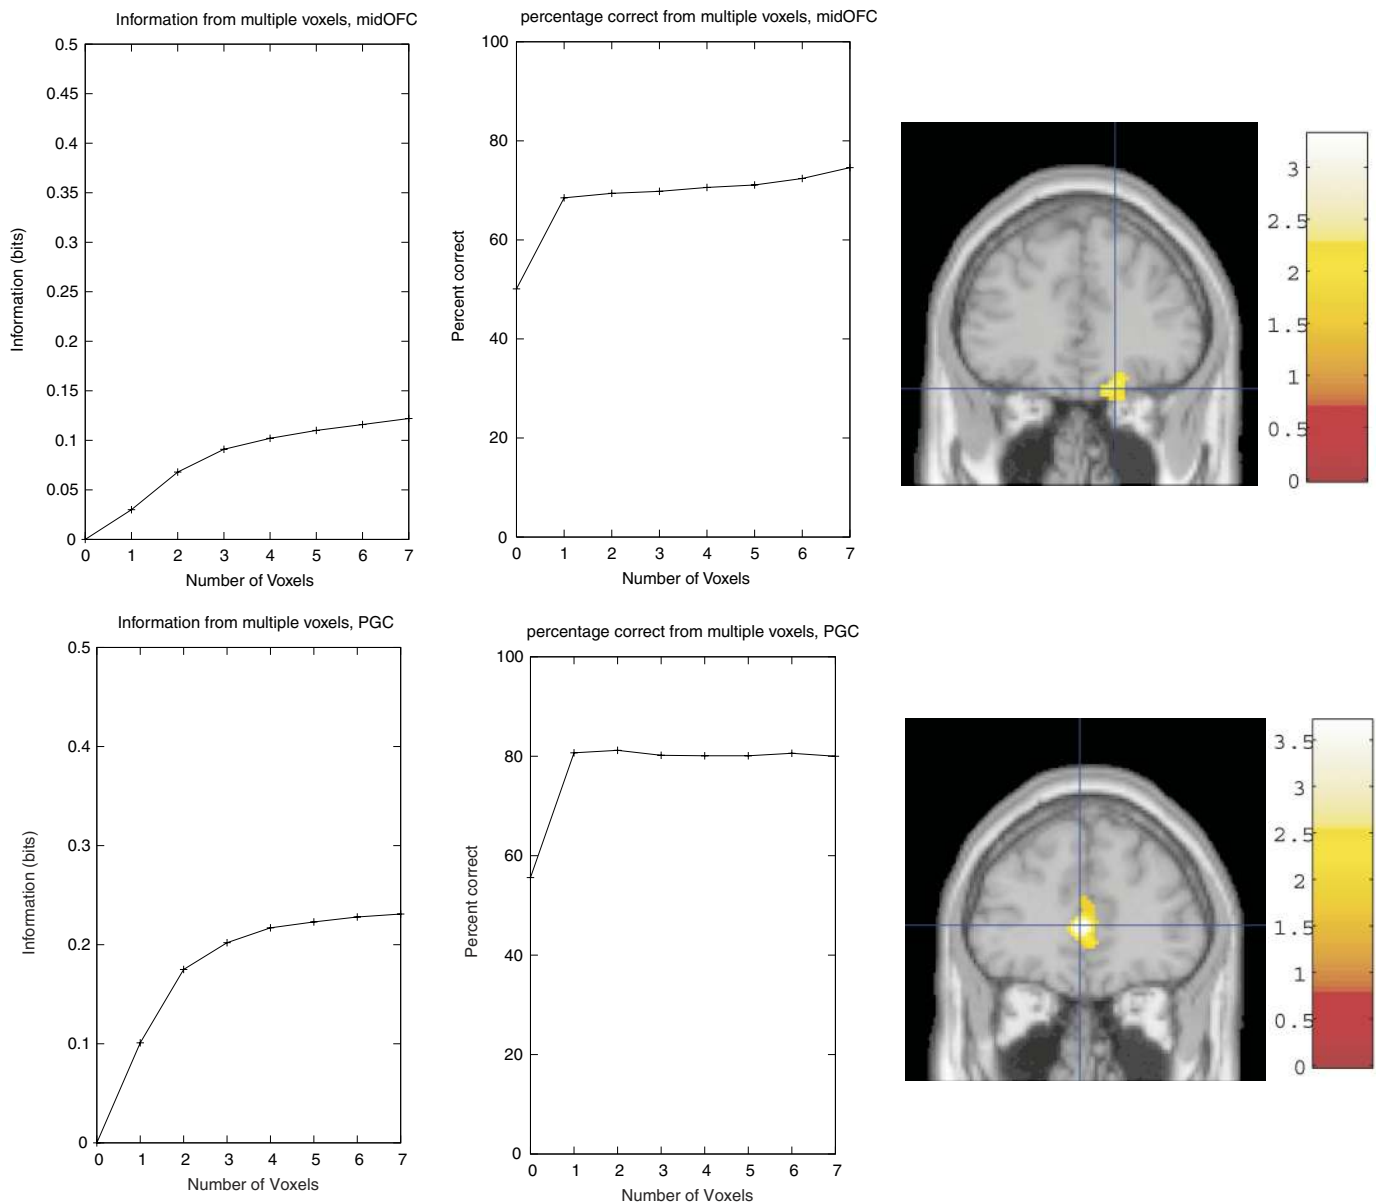 Information from multiple voxels, midOFC
0.5
0.45
0.4
0.35
0.3
0.25
0.2
0.15
0.1
0.05
0
Information (bits)
0 1 2 3 4 5 6 7
Number of Voxels
percentage correct from multiple voxels, midOFC
100
80
60
40
20
0
Percent correct
0 1 2 3 4 5 6 7
Number of Voxels
3
2.5
2
1.5
1
0.5
0
Information from multiple voxels, PGC
0.5
0.4
0.3
0.2
0.1
0
Information (bits)
0 1 2 3 4 5 6 7
Number of Voxels
percentage correct from multiple voxels, PGC
100
80
60
40
20
0
Percent correct
0 1 2 3 4 5 6 7
Number of Voxels
3.5
3
2.5
2
1.5
1
0.5
0